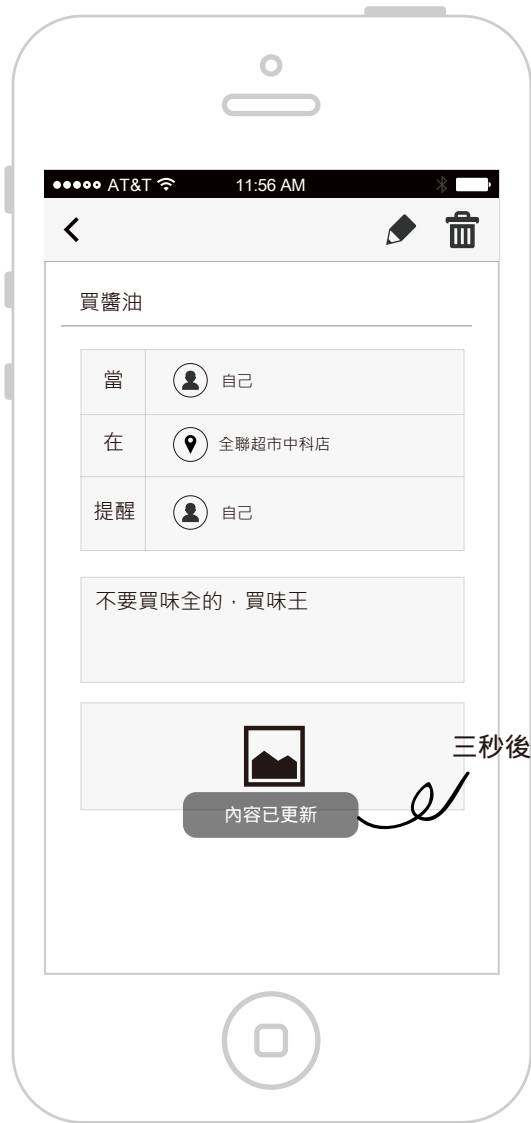 AT&T 11:56 AM
買醬油
當 自己
在 全聯超市中科店
提醒 自己
不要買味全的，買味王
三秒後
內容已更新